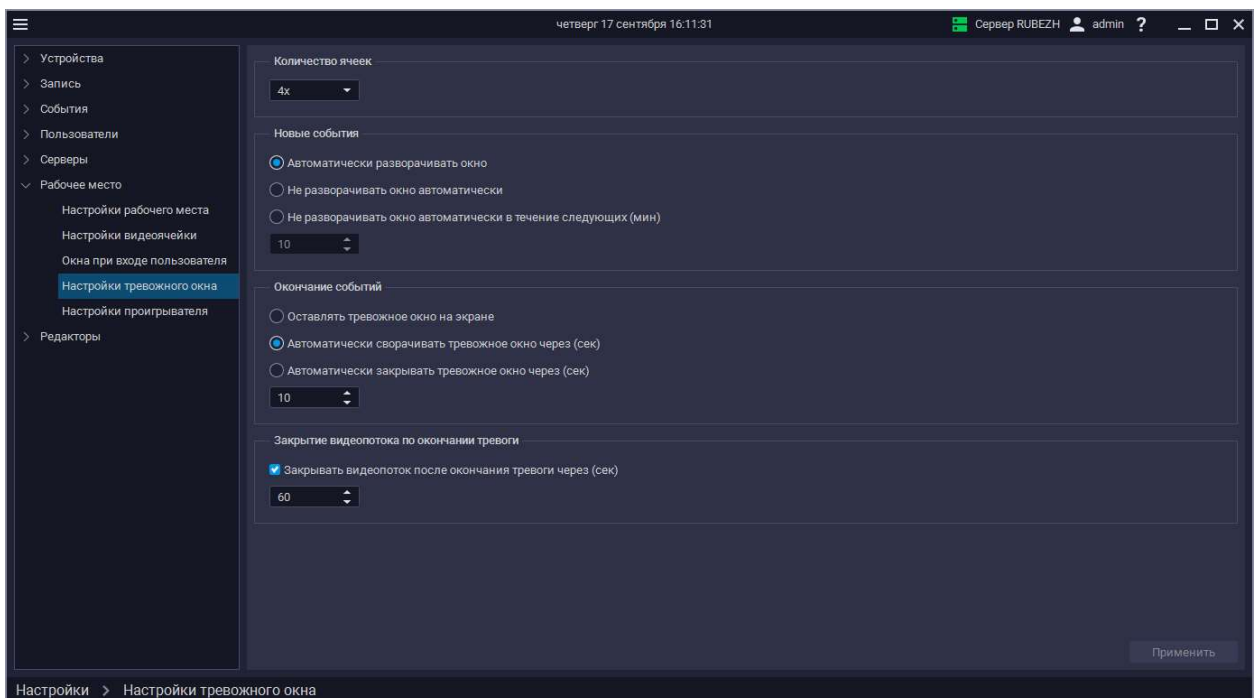 четверг 17 сентября 16:11:31
Сервер RUBEZH
admin
?
Устройства
Запись
События
Пользователи
Серверы
Рабочее место
Настройки рабочего места
Настройки видеоячейки
Окна при входе пользователя
Настройки тревожного окна
Настройки проигрывателя
Редакторы
Количество ячеек
4x
Новые события
Автоматически разворачивать окно
Не разворачивать окно автоматически
Не разворачивать окно автоматически в течение следующих (мин)
10
Окончание событий
Оставлять тревожное окно на экране
Автоматически сворачивать тревожное окно через (сек)
Автоматически закрывать тревожное окно через (сек)
10
Закрытие видеопотока по окончании тревоги
Закрывать видеопоток после окончания тревоги через (сек)
60
Применить
Настройки > Настройки тревожного окна